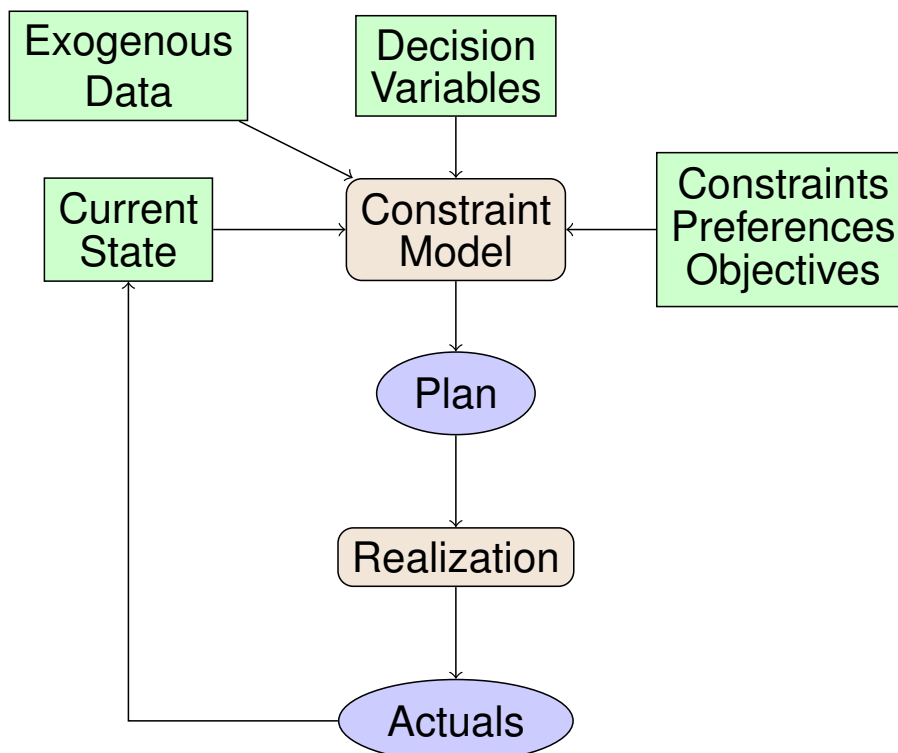 Exogenous
Data
Decision
Variables
Current
State
Constraint
Model
Constraints
Preferences
Objectives
Plan
Realization
Actuals